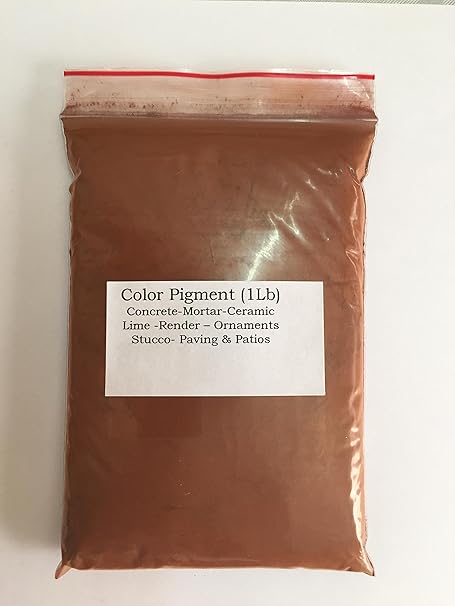 Color Pigment (1Lb)
Concrete-Mortar-Ceramic
Lime -Render – Ornaments
Stucco- Paving & Patios